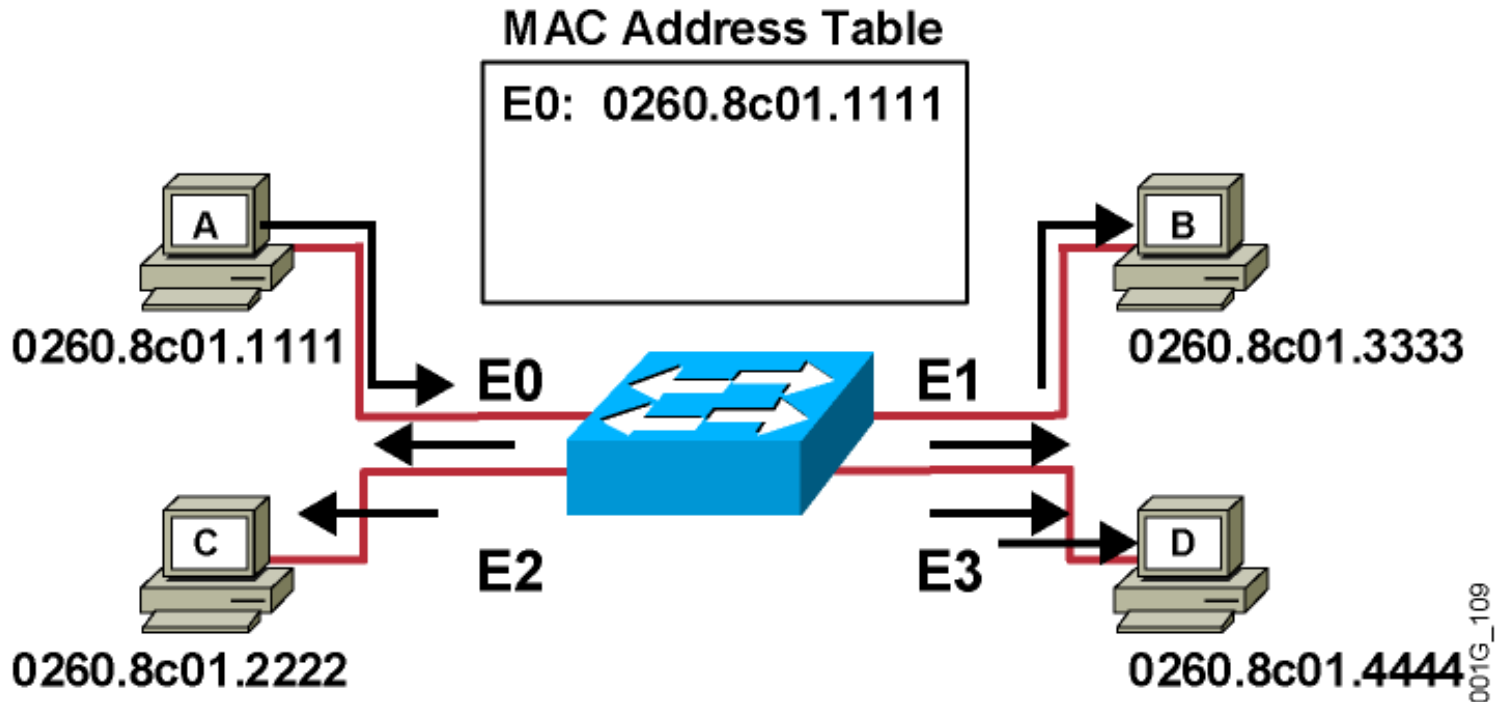 MAC Address Table
E0: 0260.8c01.1111
A
B
0260.8c01.1111
0260.8c01.3333
E0
E1
C
D
E2
E3
0260.8c01.2222
0260.8c01.4444
001G_109